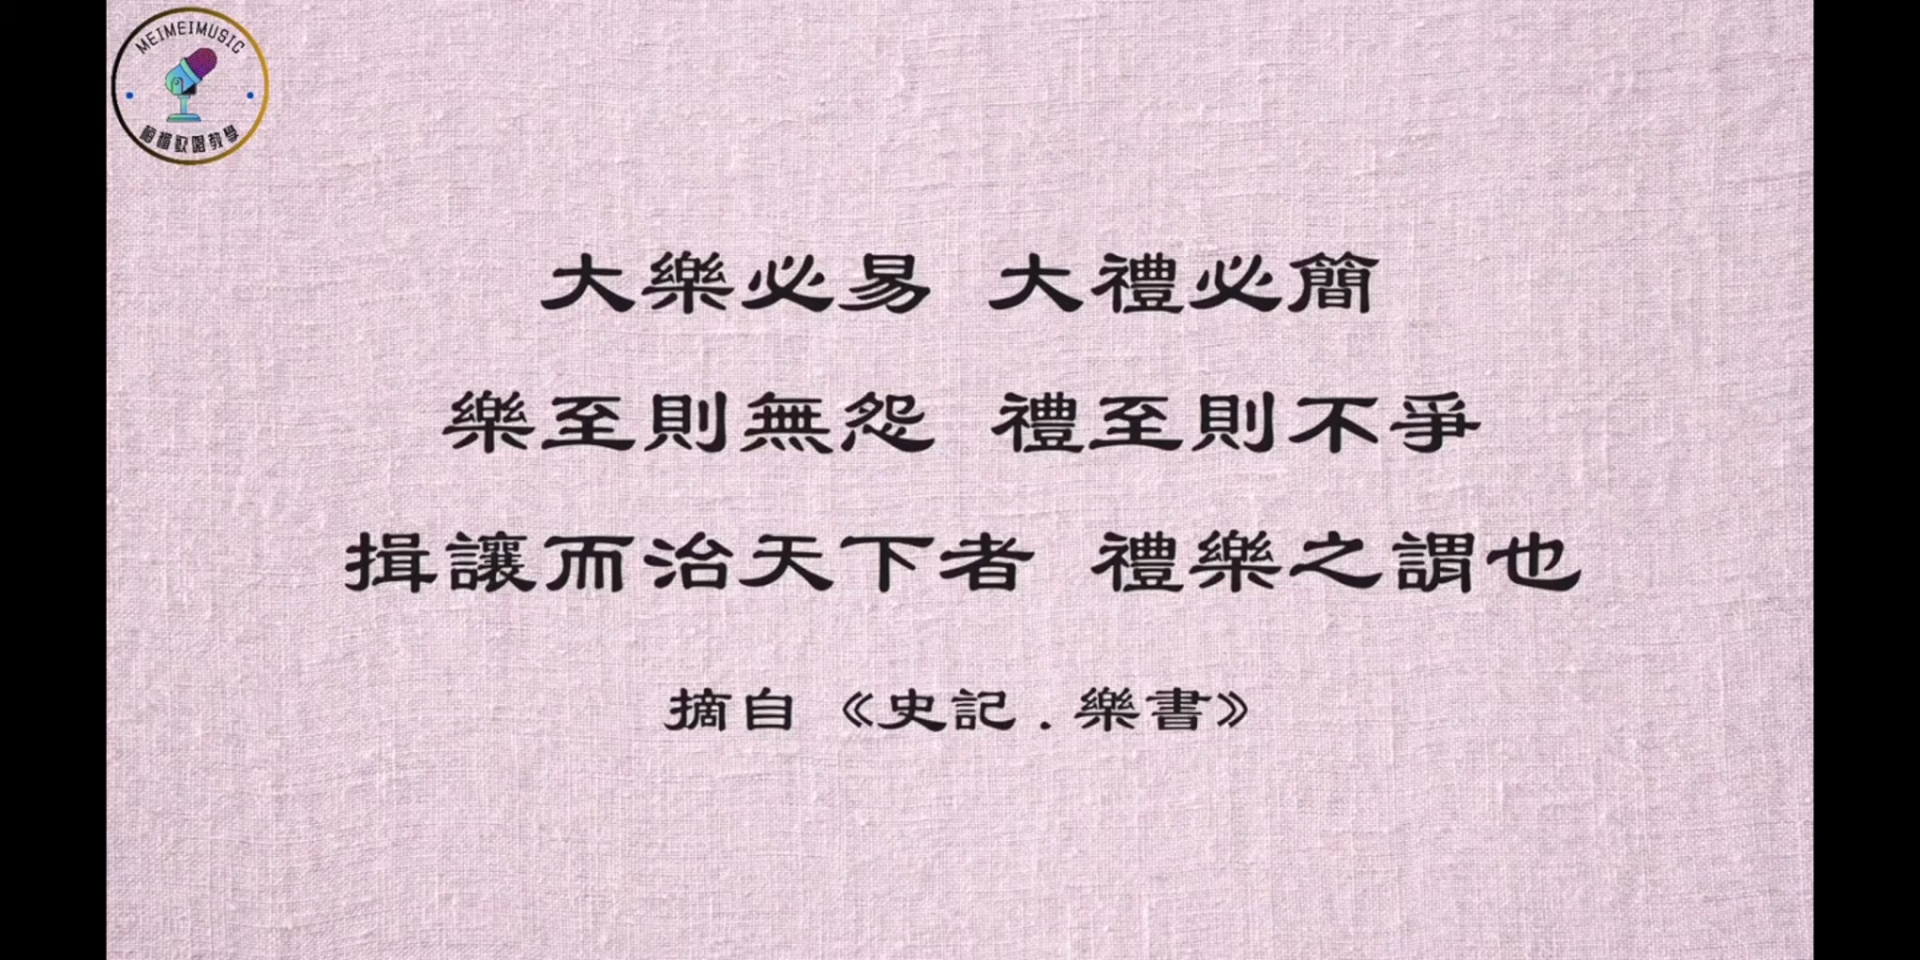 MEIMEIMUSIC
大樂必易 大禮必簡
樂至則無怨 禮至則不爭
揖讓而治天下者 禮樂之謂也
摘自 《史記.樂書》